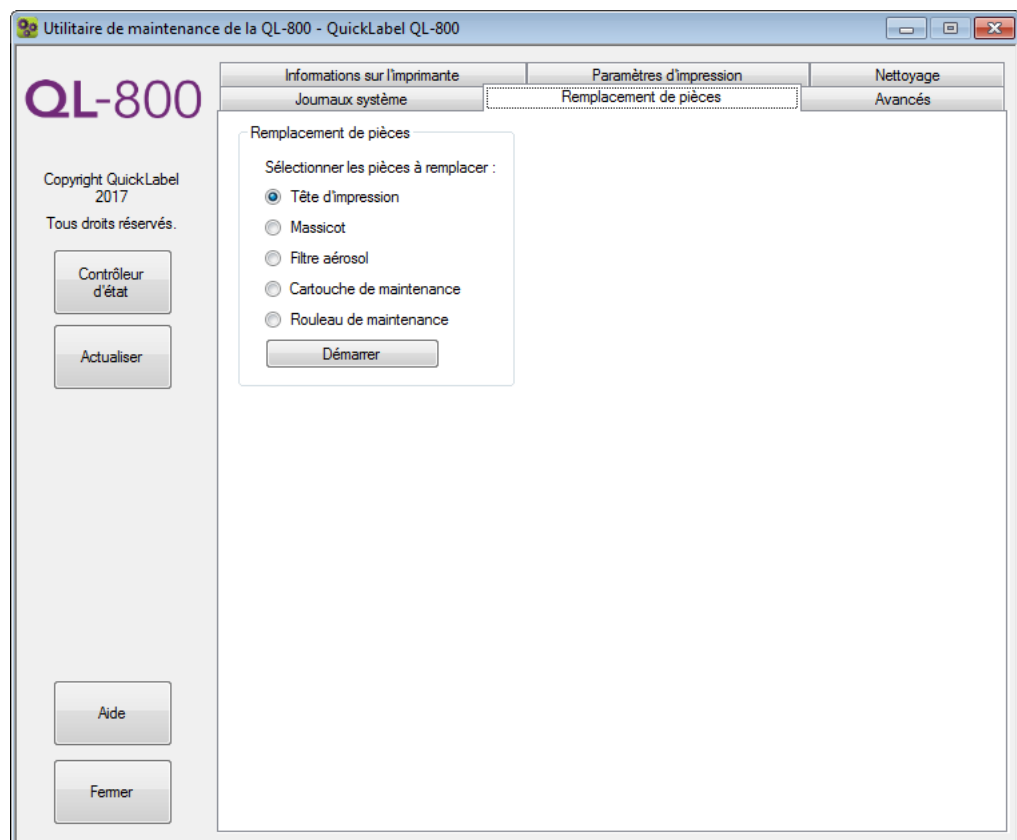 Utilitaire de maintenance de la QL-800 - QuickLabel QL-800
QL-800
Copyright QuickLabel
2017
Tous droits réservés.
Contrôleur
d'état
Actualiser
Aide
Fermer
Informations sur l'imprimante
Paramètres d'impression
Nettoyage
Journaux système
Remplacement de pièces
Avancés
Remplacement de pièces
Sélectionner les pièces à remplacer :
Tête d'impression
Massicot
Filtre aérosol
Cartouche de maintenance
Rouleau de maintenance
Démarrer